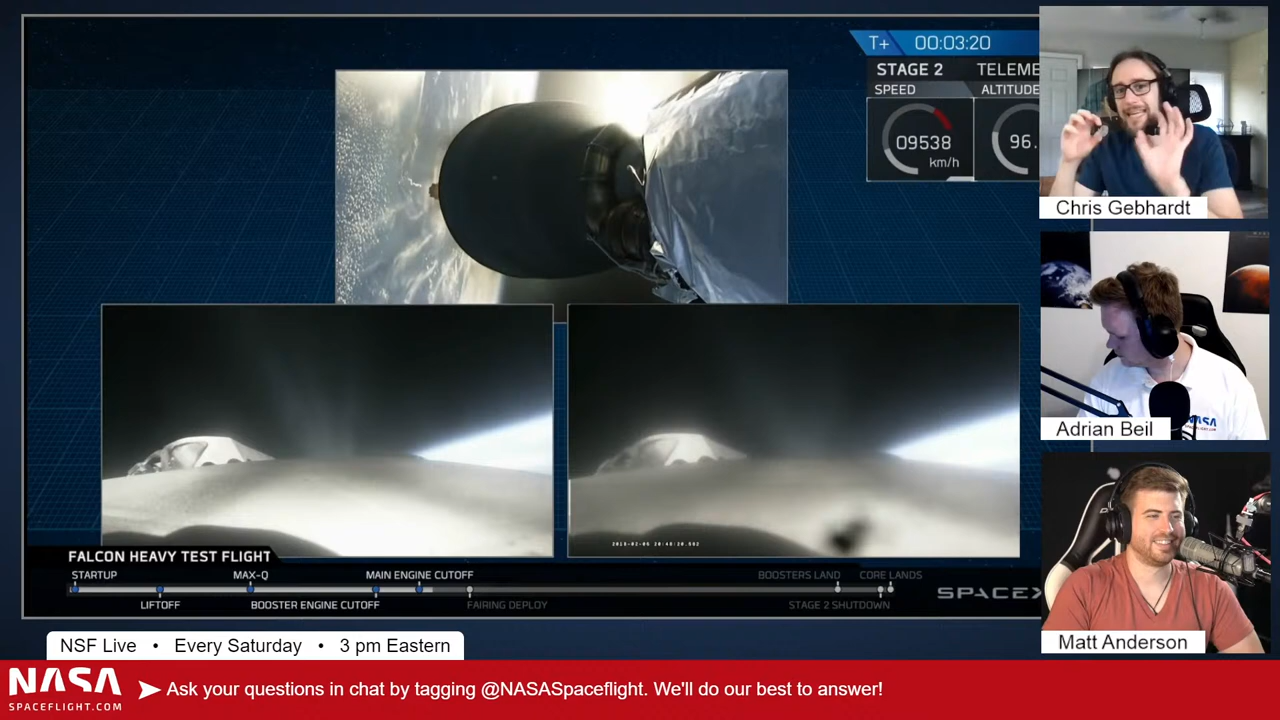 T+ 00:03:20
STAGE 2 TELEME
SPEED ALTITUDE
09538 96.
km/h
Chris Gebhardt
Adrian Beil
Matt Anderson
FALCON HEAVY TEST FLIGHT
STARTUP MAX-Q MAIN ENGINE CUTOFF BOOSTERS LAND CORE LANDS
LIFTOFF BOOSTER ENGINE CUTOFF FAIRING DEPLOY STAGE 2 SHUTDOWN
SPACEX
NSF Live • Every Saturday • 3 pm Eastern
NASA
SPACEFLIGHT.COM
Ask your questions in chat by tagging @NASASpaceflight. We'll do our best to answer!